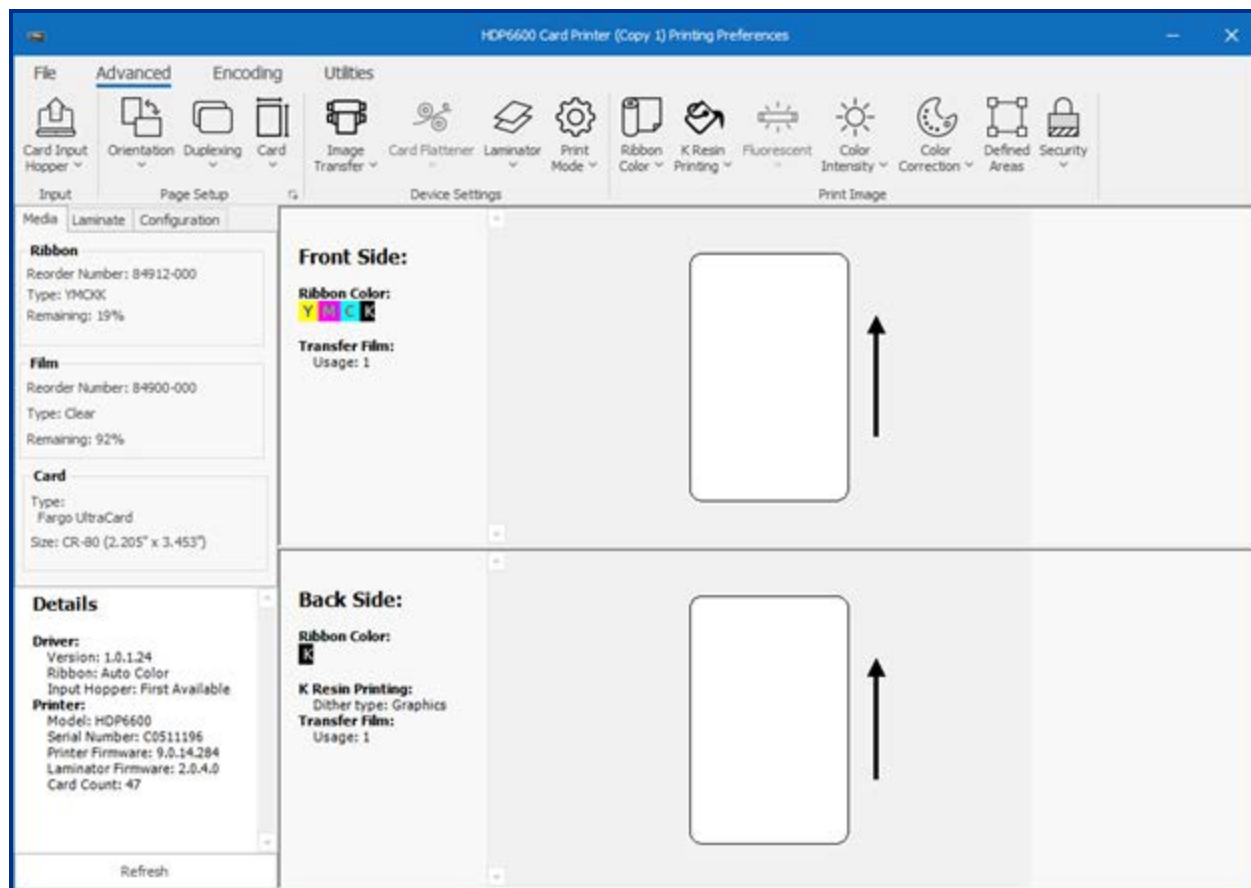 HDP6600 Card Printer (Copy 1) Printing Preferences
File Advanced Encoding Utilities
Card Input Hopper
Orientation
Duplexing
Card
Image Transfer
Card Flattener
Laminator
Print Mode
Ribbon Color
K Resin Printing
Fluorescent
Color Intensity
Color Correction
Defined Areas
Security
Input
Page Setup
Device Settings
Print Image
Media Laminate Configuration
Ribbon
Reorder Number: 84912-000
Type: YMCKK
Remaining: 19%
Film
Reorder Number: 84900-000
Type: Clear
Remaining: 92%
Card
Type:
Fargo UltraCard
Size: CR-80 (2.205" x 3.453")
Details
Driver:
Version: 1.0.1.24
Ribbon: Auto Color
Input Hopper: First Available
Printer:
Model: HDP6600
Serial Number: C0511196
Printer Firmware: 9.0.14.284
Laminator Firmware: 2.0.4.0
Card Count: 47
Refresh
Front Side:
Ribbon Color:
Y M C K
Transfer Film:
Usage: 1
Back Side:
Ribbon Color:
K
K Resin Printing:
Dither type: Graphics
Transfer Film:
Usage: 1